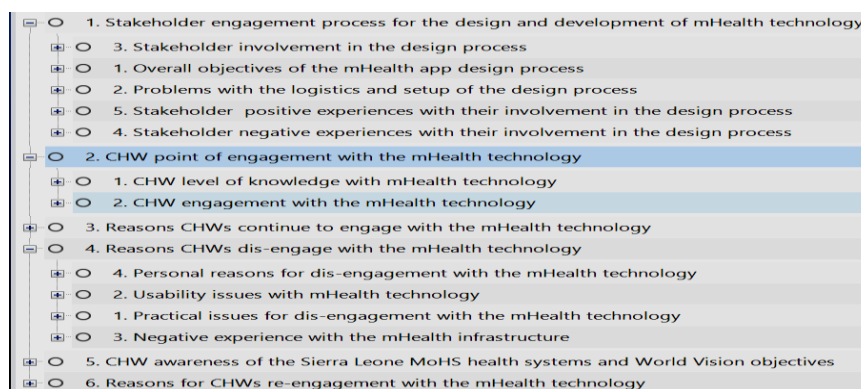 1. Stakeholder engagement process for the design and development of mHealth technology
3. Stakeholder involvement in the design process
1. Overall objectives of the mHealth app design process
2. Problems with the logistics and setup of the design process
5. Stakeholder positive experiences with their involvement in the design process
4. Stakeholder negative experiences with their involvement in the design process
2. CHW point of engagement with the mHealth technology
1. CHW level of knowledge with mHealth technology
2. CHW engagement with the mHealth technology
3. Reasons CHWs continue to engage with the mHealth technology
4. Reasons CHWs dis-engage with the mHealth technology
4. Personal reasons for dis-engagement with the mHealth technology
2. Usability issues with mHealth technology
1. Practical issues for dis-engagement with the mHealth technology
3. Negative experience with the mHealth infrastructure
5. CHW awareness of the Sierra Leone MoHS health systems and World Vision objectives
6. Reasons for CHWs re-engagement with the mHealth technology